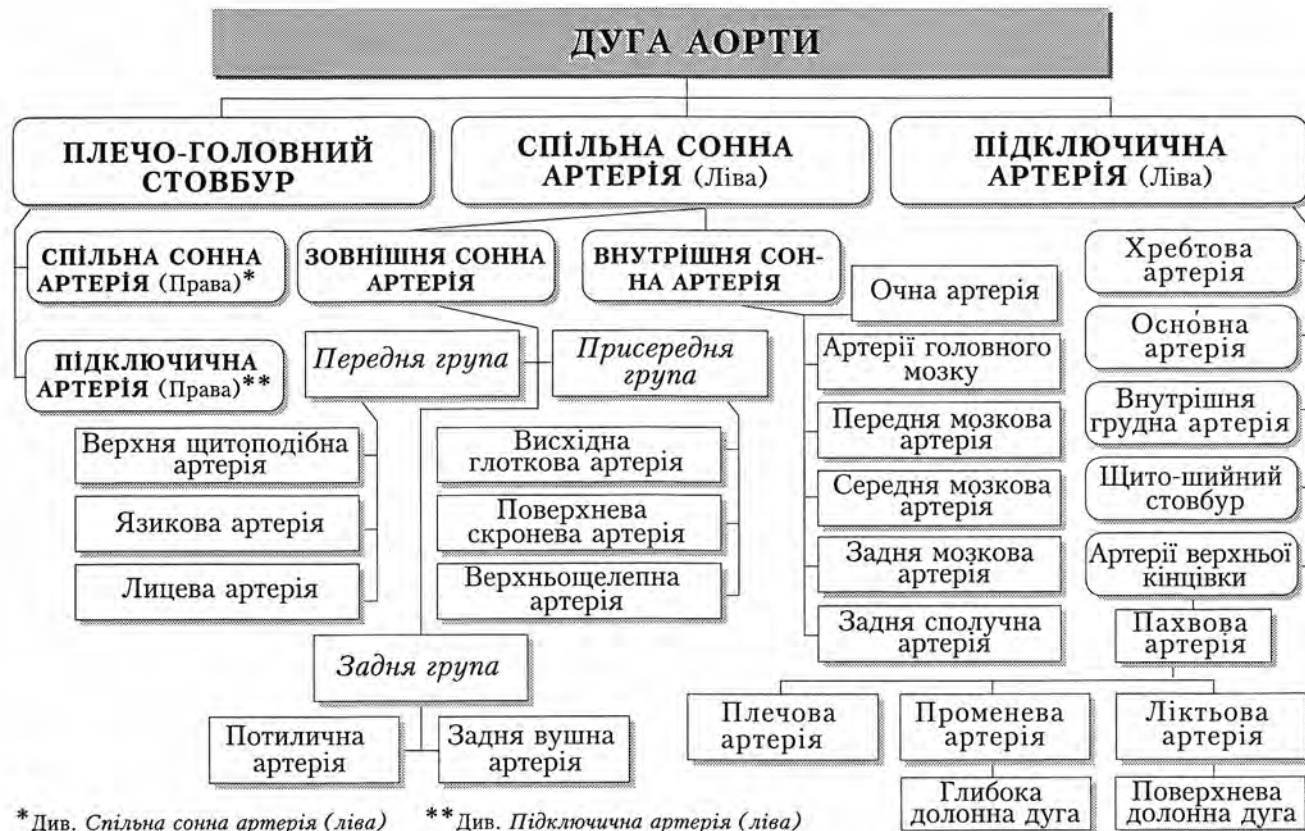 ДУГА АОРТИ
ПЛЕЧО-ГОЛОВНИЙ
СТОВБУР
СПІЛЬНА СОННА
АРТЕРІЯ (Ліва)
ПІДКЛЮЧИЧНА
АРТЕРІЯ (Ліва)
СПІЛЬНА СОННА
АРТЕРІЯ (Права)*
ПІДКЛЮЧИЧНА
АРТЕРІЯ (Права)**
ЗОВНІШНЯ СОННА
АРТЕРІЯ
ВНУТРІШНЯ СОН-
НА АРТЕРІЯ
Передня група
Присередня
група
Верхня щитоподібна
артерія
Язикова артерія
Лицева артерія
Висхідна
глоткова артерія
Поверхнева
скронева артерія
Верхньощелепна
артерія
Задня група
Потилична
артерія
Задня вушна
артерія
Очна артерія
Артерії головного
мозку
Передня мозкова
артерія
Середня мозкова
артерія
Задня мозкова
артерія
Задня сполучна
артерія
Хребтова
артерія
Осно́вна
артерія
Внутрішня
грудна артерія
Щито-шийний
стовбур
Артерії верхньої
кінцівки
Пахвова
артерія
Плечова
артерія
Променева
артерія
Ліктьова
артерія
Глибока
долонна дуга
Поверхнева
долонна дуга
*Див. Спільна сонна артерія (ліва)
**Див. Підключична артерія (ліва)